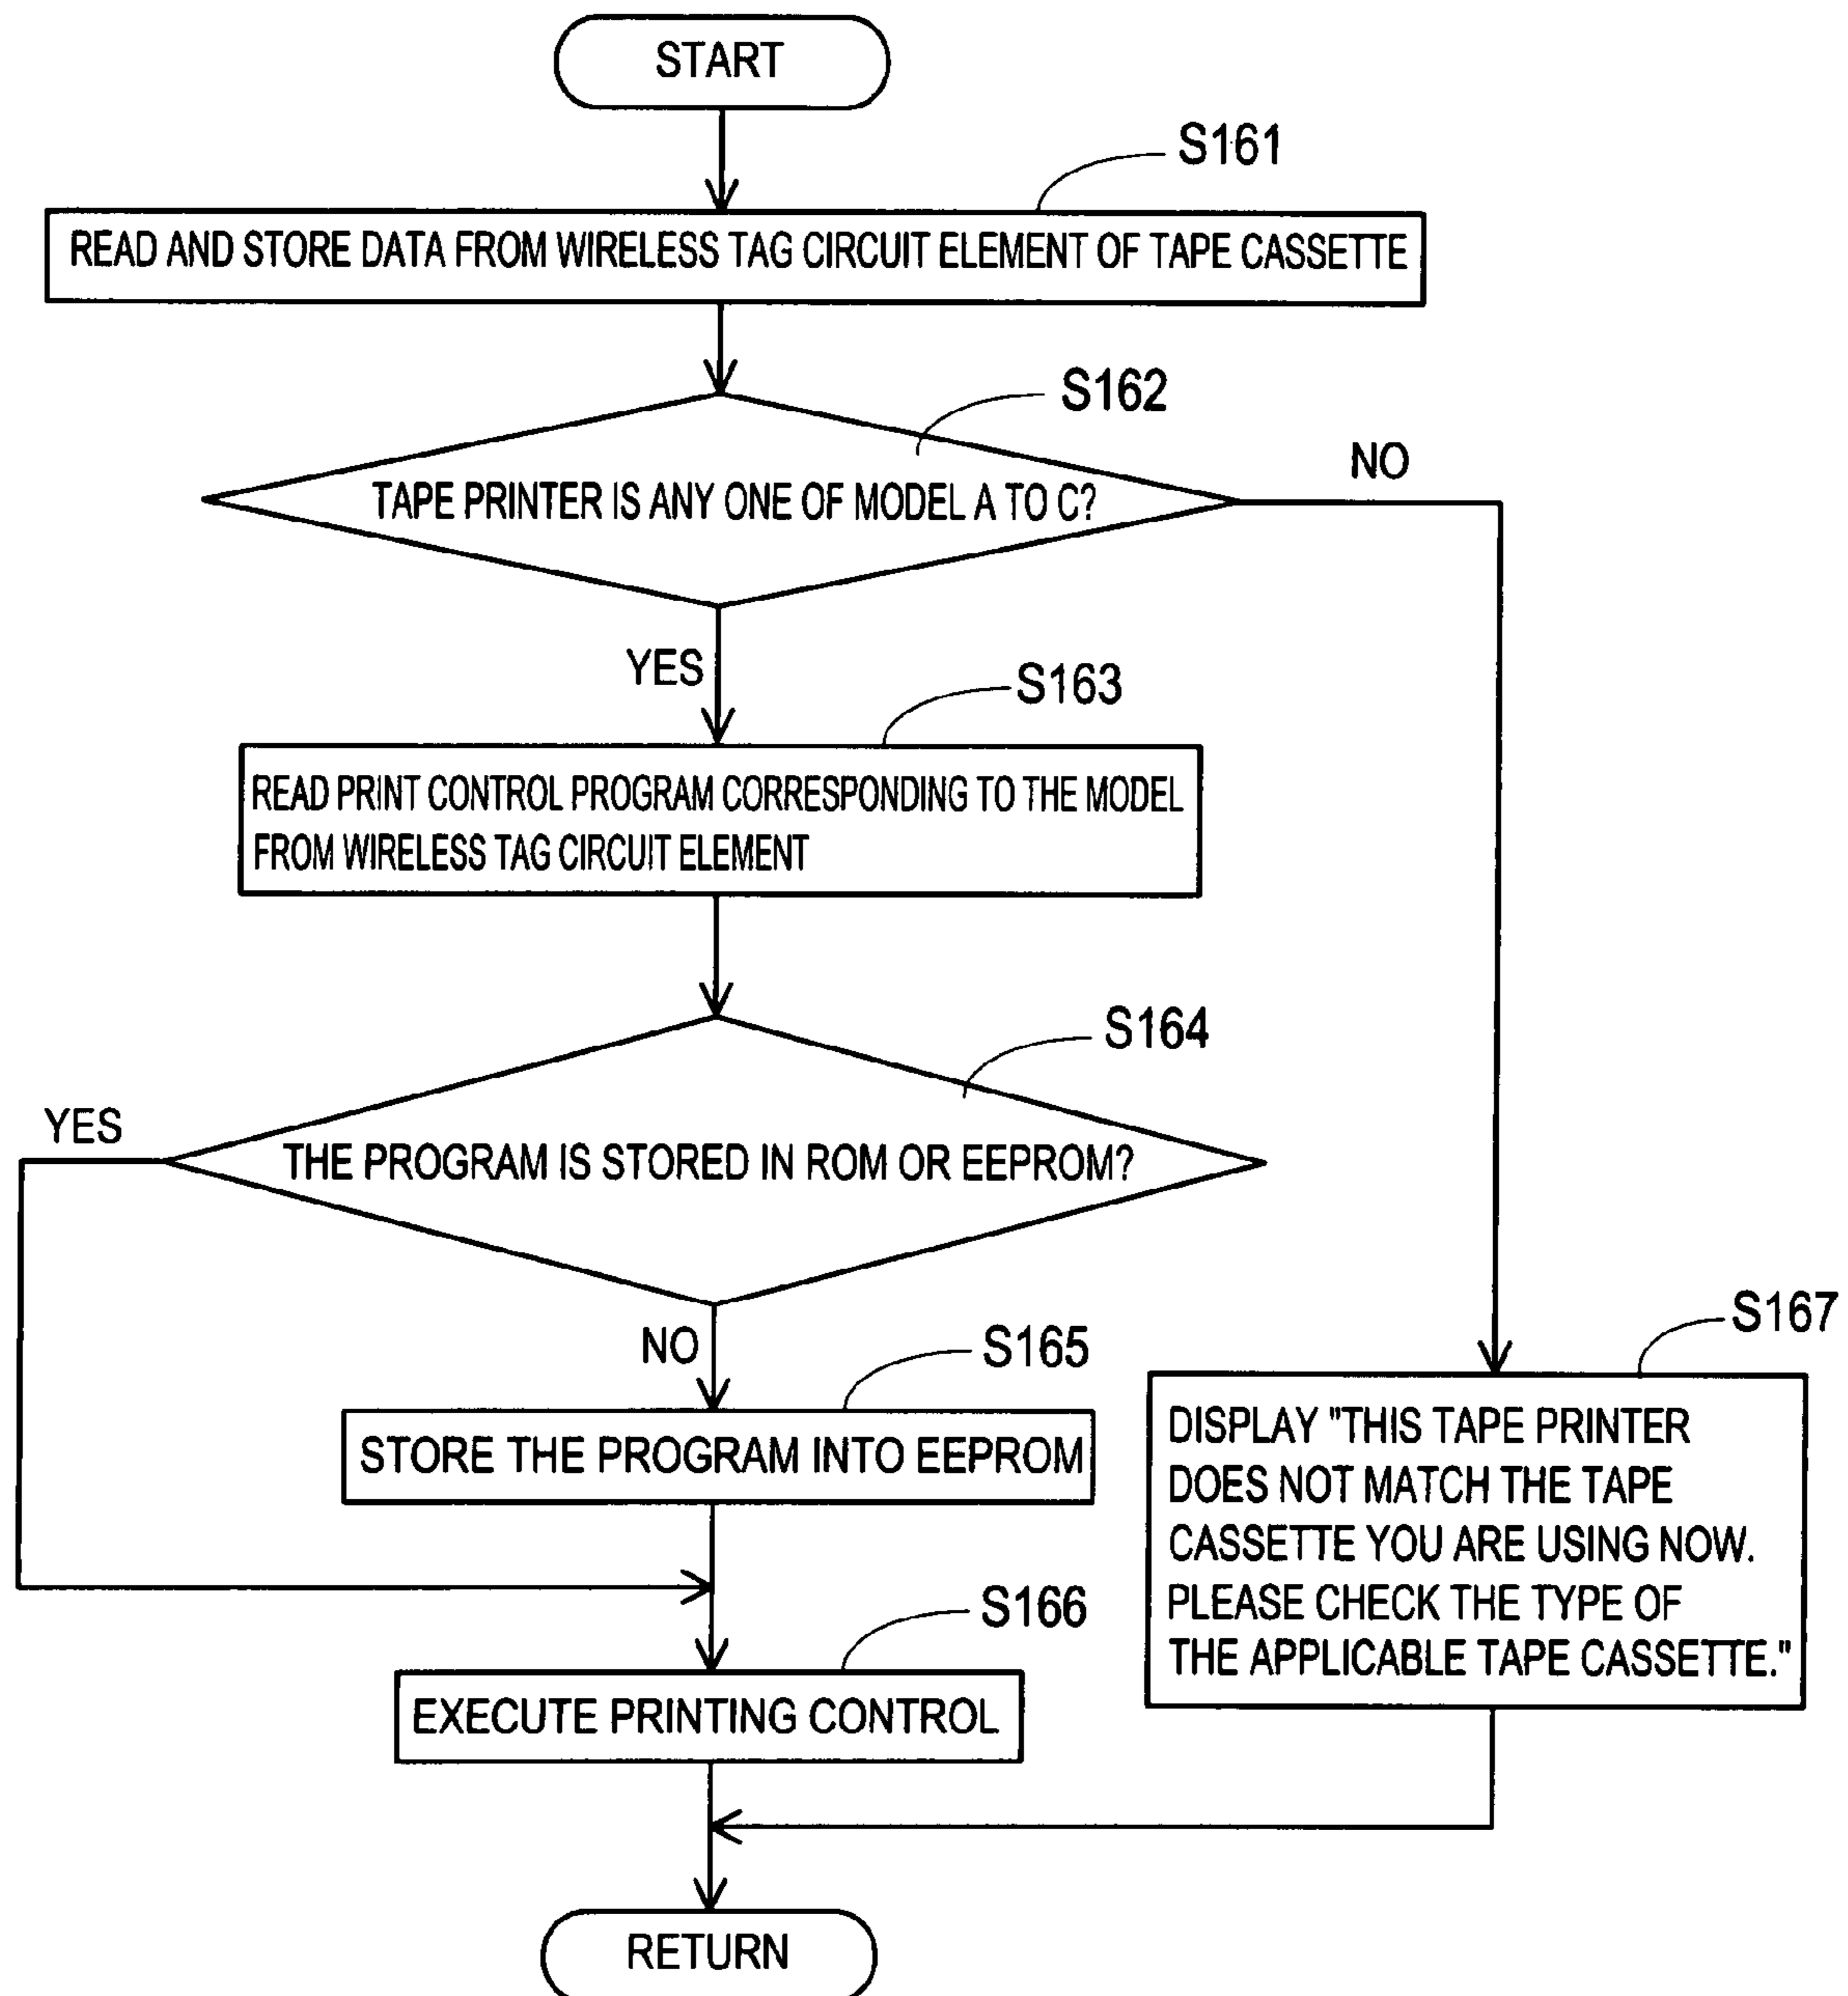 START
S161
READ AND STORE DATA FROM WIRELESS TAG CIRCUIT ELEMENT OF TAPE CASSETTE
S162
NO
TAPE PRINTER IS ANY ONE OF MODEL A TO C?
YES
S163
READ PRINT CONTROL PROGRAM CORRESPONDING TO THE MODEL
FROM WIRELESS TAG CIRCUIT ELEMENT
S164
YES
THE PROGRAM IS STORED IN ROM OR EEPROM?
NO
S165
STORE THE PROGRAM INTO EEPROM
S167
DISPLAY "THIS TAPE PRINTER
DOES NOT MATCH THE TAPE
CASSETTE YOU ARE USING NOW.
PLEASE CHECK THE TYPE OF
THE APPLICABLE TAPE CASSETTE."
S166
EXECUTE PRINTING CONTROL
RETURN